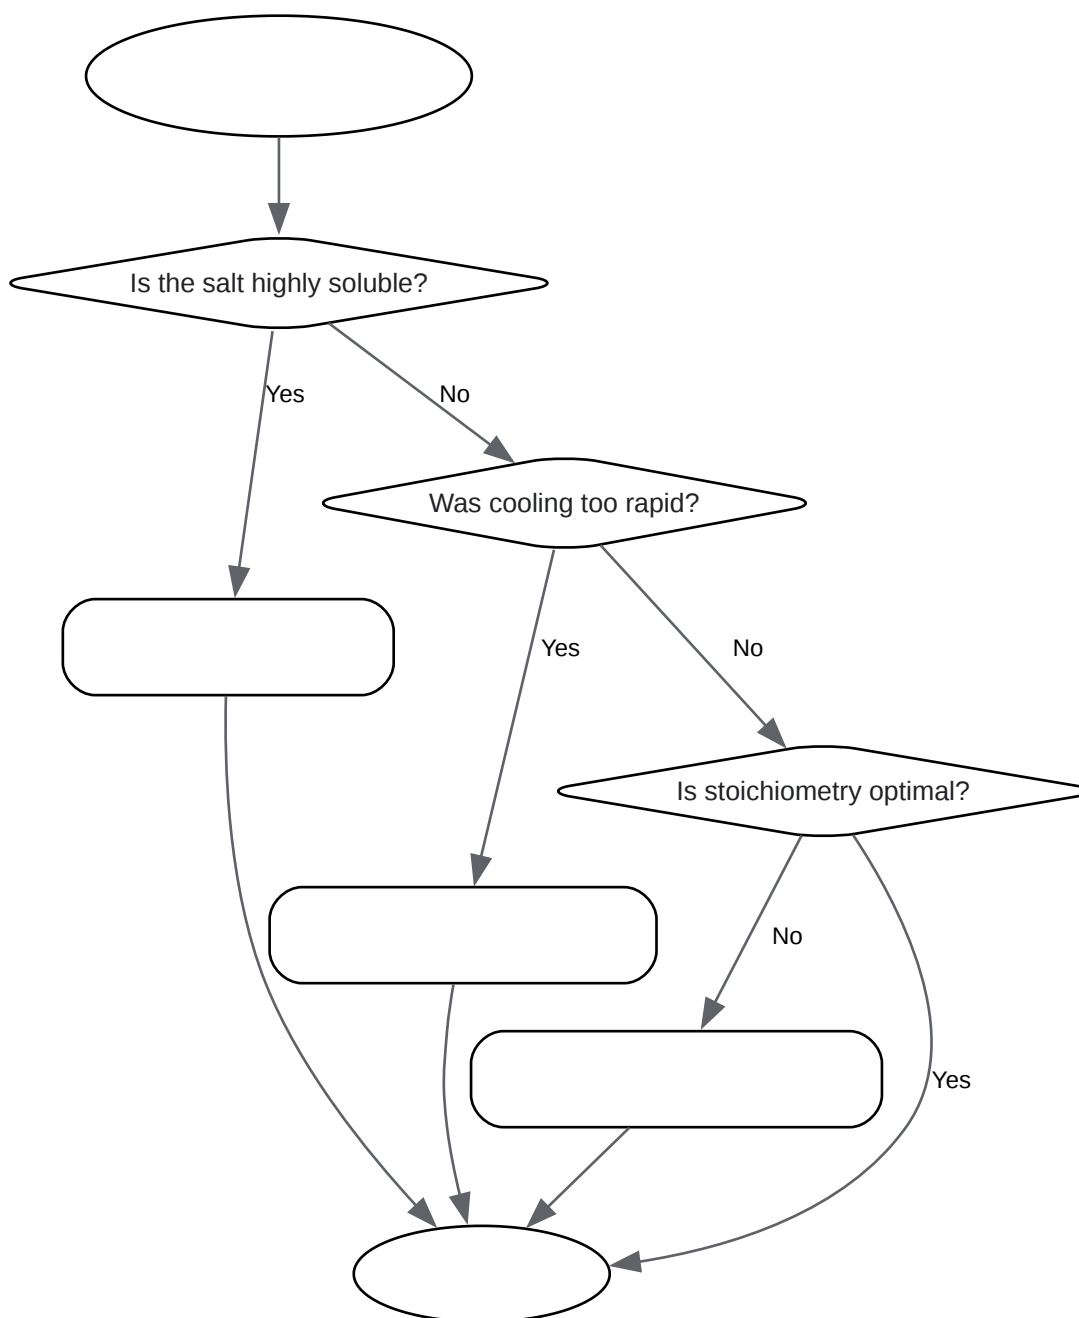 Is the salt highly soluble?
Yes
No
Was cooling too rapid?
Yes
No
Is stoichiometry optimal?
No
Yes